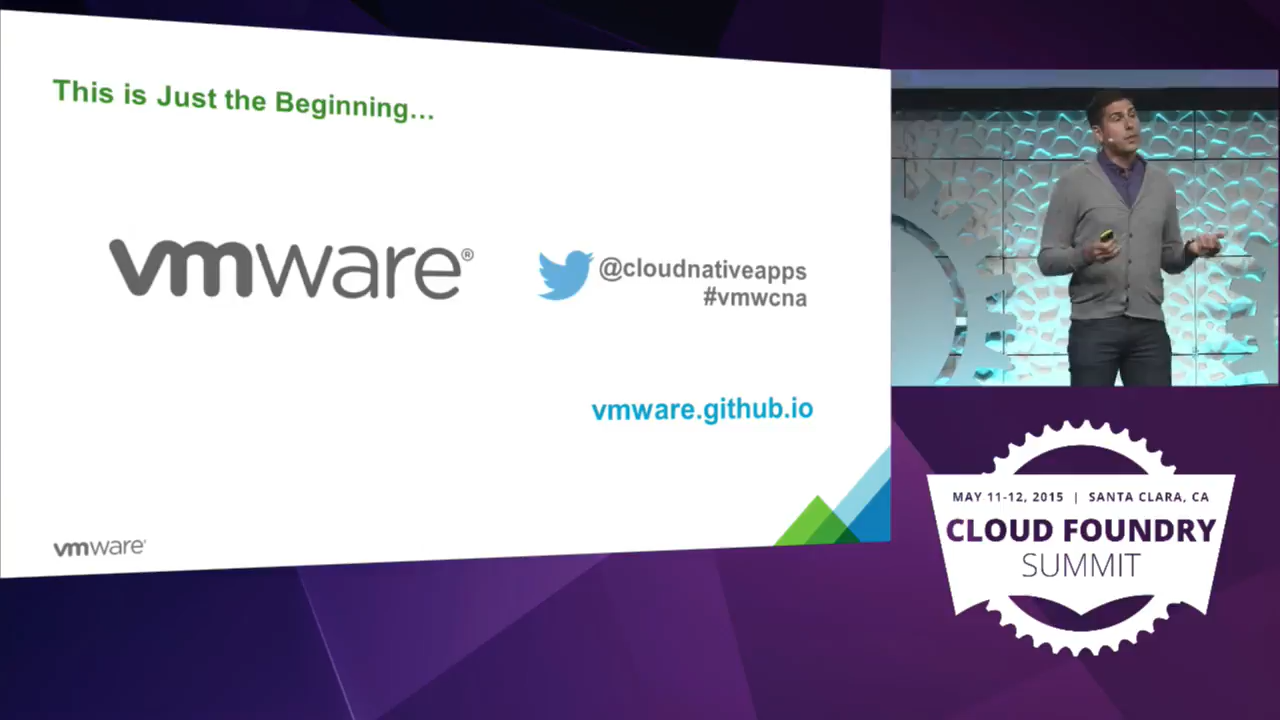 This is Just the Beginning...
vmware®
@cloudnativeapps
#vmwcna
vmware.github.io
vmware®
MAY 11-12, 2015 | SANTA CLARA, CA
CLOUD FOUNDRY
SUMMIT